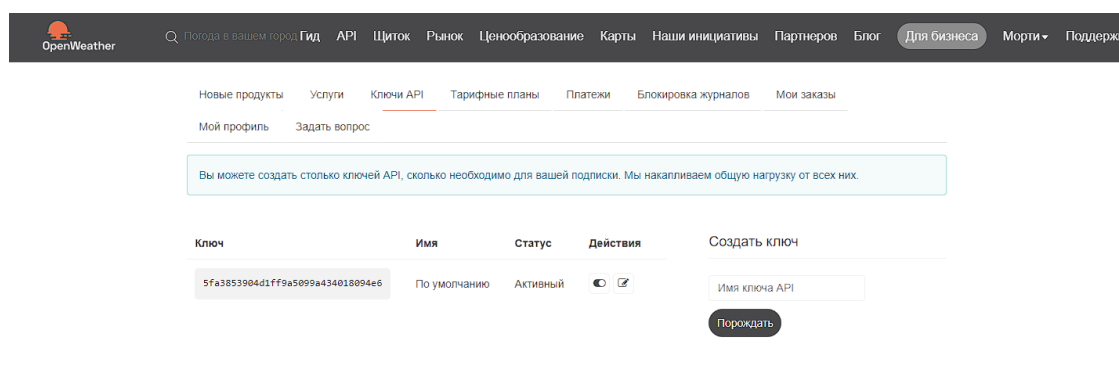 OpenWeather
Погода в вашем город Гид API Щиток Рынок Ценообразование Карты Наши инициативы Партнеров Блог Для бизнеса Морти Поддерж
Новые продукты Услуги Ключи API Тарифные планы Платежи Блокировка журналов Мои заказы
Мой профиль Задать вопрос
Вы можете создать столько ключей API, сколько необходимо для вашей подписки. Мы накапливаем общую нагрузку от всех них.
Ключ Имя Статус Действия
5fa3853904d1ff9a5099a434018094e6 По умолчанию Активный
Создать ключ
Имя ключа API
Порождать